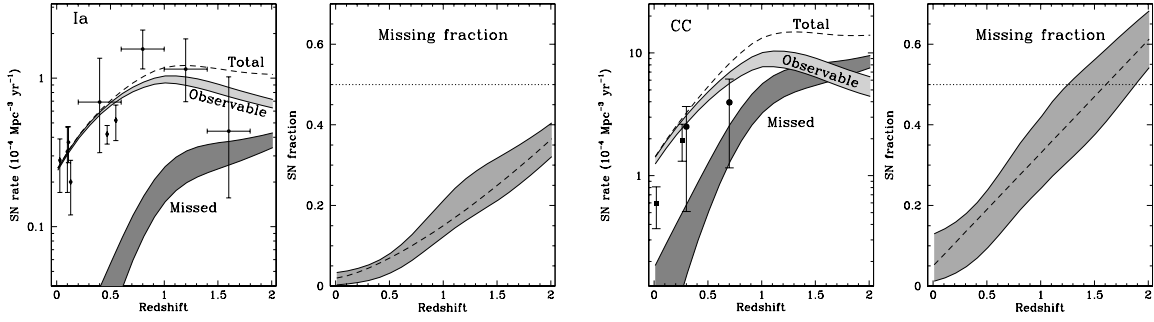 Ia
Total
Observable
Missed
SN rate (10⁻⁴ Mpc⁻³ yr⁻¹)
1
0.1
0
0.5
1
1.5
2
Redshift
Missing fraction
SN fraction
0.6
0.4
0.2
0
0
0.5
1
1.5
2
Redshift
CC
Total
Observable
Missed
SN rate (10⁻⁴ Mpc⁻³ yr⁻¹)
10
1
0
0.5
1
1.5
2
Redshift
Missing fraction
SN fraction
0.6
0.4
0.2
0
0
0.5
1
1.5
2
Redshift